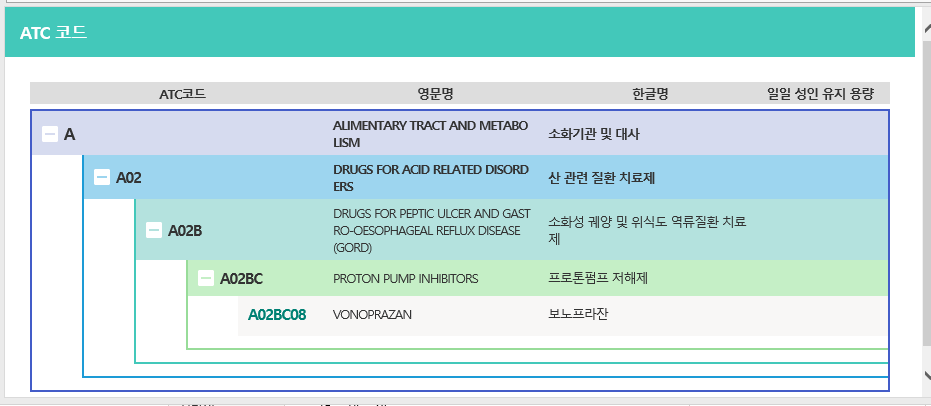 ATC 코드
ATC코드 영문명 한글명 일일 성인 유지 용량
A ALIMENTARY TRACT AND METABO
LISM 소화기관 및 대사
A02 DRUGS FOR ACID RELATED DISORD
ERS 산 관련 질환 치료제
A02B DRUGS FOR PEPTIC ULCER AND GAST
RO-OESOPHAGEAL REFLUX DISEASE
(GORD) 소화성 궤양 및 위식도 역류질환 치료
제
A02BC PROTON PUMP INHIBITORS 프로톤펌프 저해제
A02BC08 VONOPRAZAN 보노프라잔